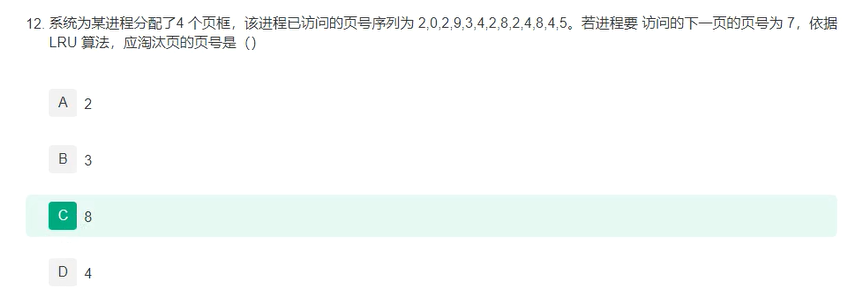 12. 系统为某进程分配了4 个页框，该进程已访问的页号序列为 2,0,2,9,3,4,2,8,2,4,8,4,5。若进程要 访问的下一页的页号为 7，依据
LRU 算法，应淘汰页的页号是（）
A 2
B 3
C 8
D 4